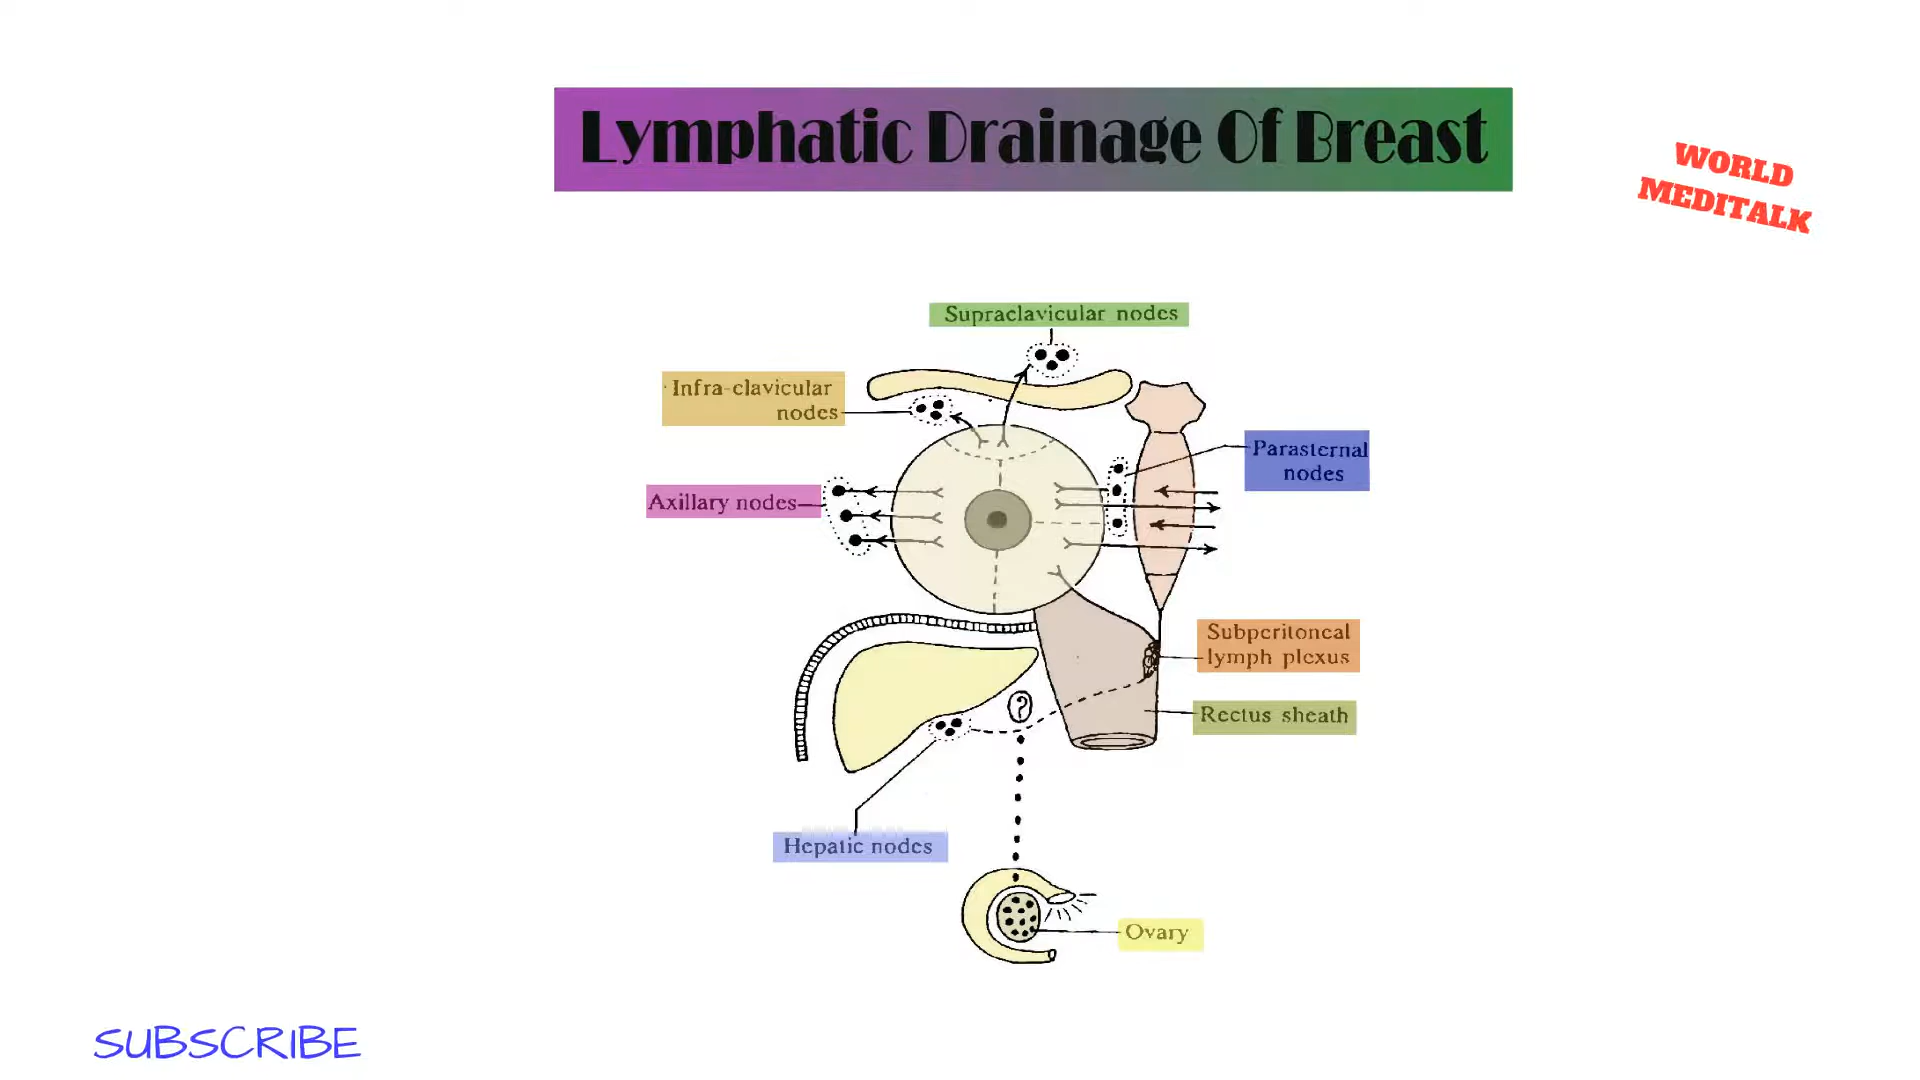 Lymphatic Drainage Of Breast
WORLD
MEDITALK
Supraclavicular nodes
Infra-clavicular
nodes
Parasternal
nodes
Axillary nodes
Subperitoneal
lymph plexus
?
Rectus sheath
Hepatic nodes
Ovary
SUBSCRIBE